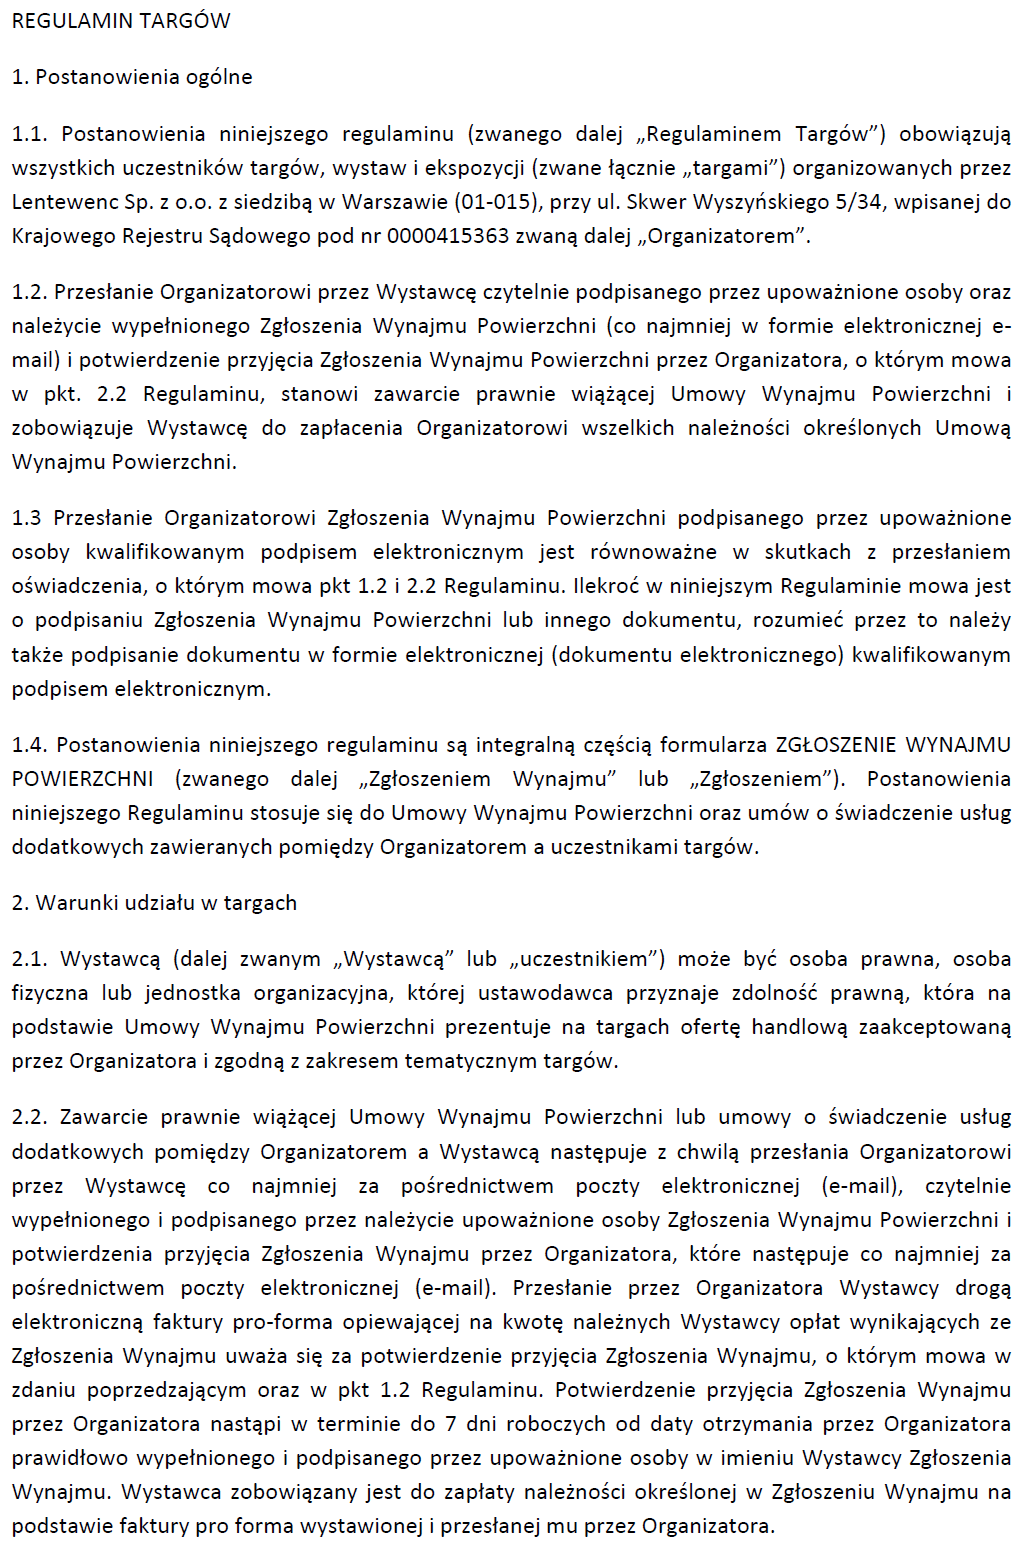 REGULAMIN TARGÓW
1. Postanowienia ogólne
1.1. Postanowienia niniejszego regulaminu (zwanego dalej „Regulaminem Targów”) obowiązują
wszystkich uczestników targów, wystaw i ekspozycji (zwane łącznie „targami”) organizowanych przez
Lentewenc Sp. z o.o. z siedzibą w Warszawie (01-015), przy ul. Skwer Wyszyńskiego 5/34, wpisanej do
Krajowego Rejestru Sądowego pod nr 0000415363 zwaną dalej „Organizatorem”.
1.2. Przesłanie Organizatorowi przez Wystawcę czytelnie podpisanego przez upoważnione osoby oraz
należycie wypełnionego Zgłoszenia Wynajmu Powierzchni (co najmniej w formie elektronicznej e-
mail) i potwierdzenie przyjęcia Zgłoszenia Wynajmu Powierzchni przez Organizatora, o którym mowa
w pkt. 2.2 Regulaminu, stanowi zawarcie prawnie wiążącej Umowy Wynajmu Powierzchni i
zobowiązuje Wystawcę do zapłacenia Organizatorowi wszelkich należności określonych Umową
Wynajmu Powierzchni.
1.3 Przesłanie Organizatorowi Zgłoszenia Wynajmu Powierzchni podpisanego przez upoważnione
osoby kwalifikowanym podpisem elektronicznym jest równoważne w skutkach z przesłaniem
oświadczenia, o którym mowa pkt 1.2 i 2.2 Regulaminu. Ilekroć w niniejszym Regulaminie mowa jest
o podpisaniu Zgłoszenia Wynajmu Powierzchni lub innego dokumentu, rozumieć przez to należy
także podpisanie dokumentu w formie elektronicznej (dokumentu elektronicznego) kwalifikowanym
podpisem elektronicznym.
1.4. Postanowienia niniejszego regulaminu są integralną częścią formularza ZGŁOSZENIE WYNAJMU
POWIERZCHNI (zwanego dalej „Zgłoszeniem Wynajmu” lub „Zgłoszeniem”). Postanowienia
niniejszego Regulaminu stosuje się do Umowy Wynajmu Powierzchni oraz umów o świadczenie usług
dodatkowych zawieranych pomiędzy Organizatorem a uczestnikami targów.
2. Warunki udziału w targach
2.1. Wystawcą (dalej zwanym „Wystawcą” lub „uczestnikiem”) może być osoba prawna, osoba
fizyczna lub jednostka organizacyjna, której ustawodawca przyznaje zdolność prawną, która na
podstawie Umowy Wynajmu Powierzchni prezentuje na targach ofertę handlową zaakceptowaną
przez Organizatora i zgodną z zakresem tematycznym targów.
2.2. Zawarcie prawnie wiążącej Umowy Wynajmu Powierzchni lub umowy o świadczenie usług
dodatkowych pomiędzy Organizatorem a Wystawcą następuje z chwilą przesłania Organizatorowi
przez Wystawcę co najmniej za pośrednictwem poczty elektronicznej (e-mail), czytelnie
wypełnionego i podpisanego przez należycie upoważnione osoby Zgłoszenia Wynajmu Powierzchni i
potwierdzenia przyjęcia Zgłoszenia Wynajmu przez Organizatora, które następuje co najmniej za
pośrednictwem poczty elektronicznej (e-mail). Przesłanie przez Organizatora Wystawcy drogą
elektroniczną faktury pro-forma opiewającej na kwotę należnych Wystawcy opłat wynikających ze
Zgłoszenia Wynajmu uważa się za potwierdzenie przyjęcia Zgłoszenia Wynajmu, o którym mowa w
zdaniu poprzedzającym oraz w pkt 1.2 Regulaminu. Potwierdzenie przyjęcia Zgłoszenia Wynajmu
przez Organizatora nastąpi w terminie do 7 dni roboczych od daty otrzymania przez Organizatora
prawidłowo wypełnionego i podpisanego przez upoważnione osoby w imieniu Wystawcy Zgłoszenia
Wynajmu. Wystawca zobowiązany jest do zapłaty należności określonej w Zgłoszeniu Wynajmu na
podstawie faktury pro forma wystawionej i przesłanej mu przez Organizatora.